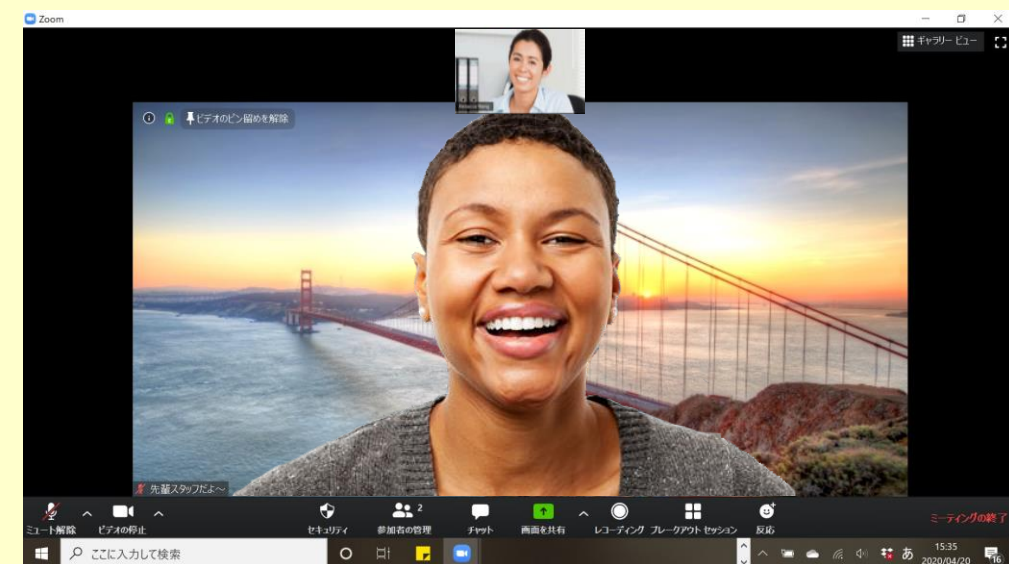 Zoom
ギャラリー ビュー
ビデオのピン留めを解除
先輩スタッフだよ～
2
ミュート解除
ビデオの停止
セキュリティ
参加者の管理
チャット
画面を共有
レコーディング
ブレークアウト セッション
反応
ミーティングの終了
ここに入力して検索
あ
15:35
2020/04/20
16